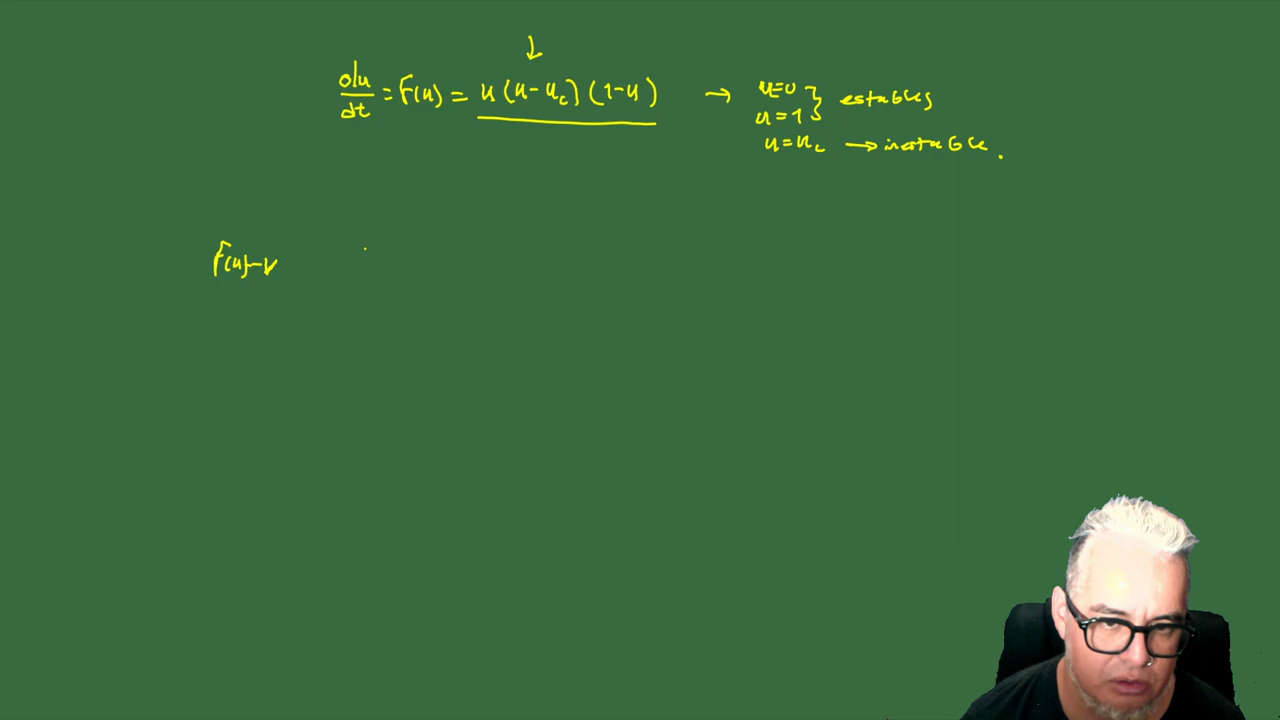 du/dt = F(u) = u(u-u_c)(1-u) → u=0 } estables
u=1
u=u_c → inestable.
F(u)-v